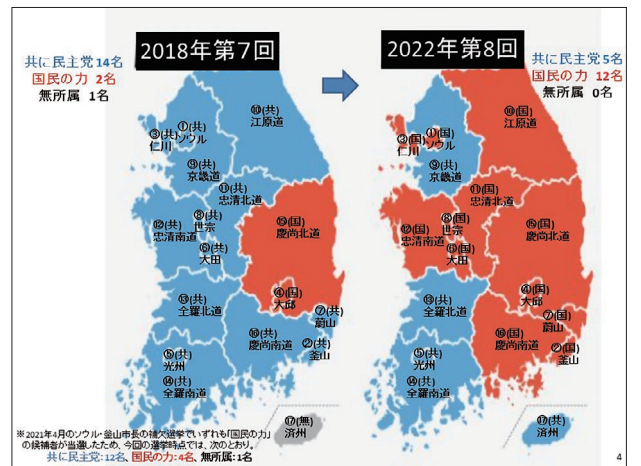 2018年第7回
共に民主党14名
国民の力 2名
無所属 1名
⑩(共)
江原道
①(共)
ソウル
③(共)
仁川
⑨(共)
京畿道
⑪(共)
忠清北道
⑧(共)
世宗
⑫(共)
忠清南道
⑥(共)
大田
⑮(国)
慶尚北道
④(国)
大邱
⑬(共)
全羅北道
⑦(共)
蔚山
⑯(共)
慶尚南道
②(共)
釜山
⑤(共)
光州
⑭(共)
全羅南道
⑰(無)
済州
※2021年4月のソウル・釜山市長の補欠選挙でいずれも「国民の力」
の候補者が当選したため、今回の選挙時点では、次のとおり。
共に民主党:12名、国民の力:4名、無所属:1名
2022年第8回
共に民主党 5名
国民の力 12名
無所属 0名
⑩(国)
江原道
①(国)
ソウル
③(国)
仁川
⑨(共)
京畿道
⑪(国)
忠清北道
⑧(国)
世宗
⑫(国)
忠清南道
⑥(国)
大田
⑮(国)
慶尚北道
④(国)
大邱
⑬(共)
全羅北道
⑦(国)
蔚山
⑯(国)
慶尚南道
②(国)
釜山
⑤(共)
光州
⑭(共)
全羅南道
⑰(共)
済州
4